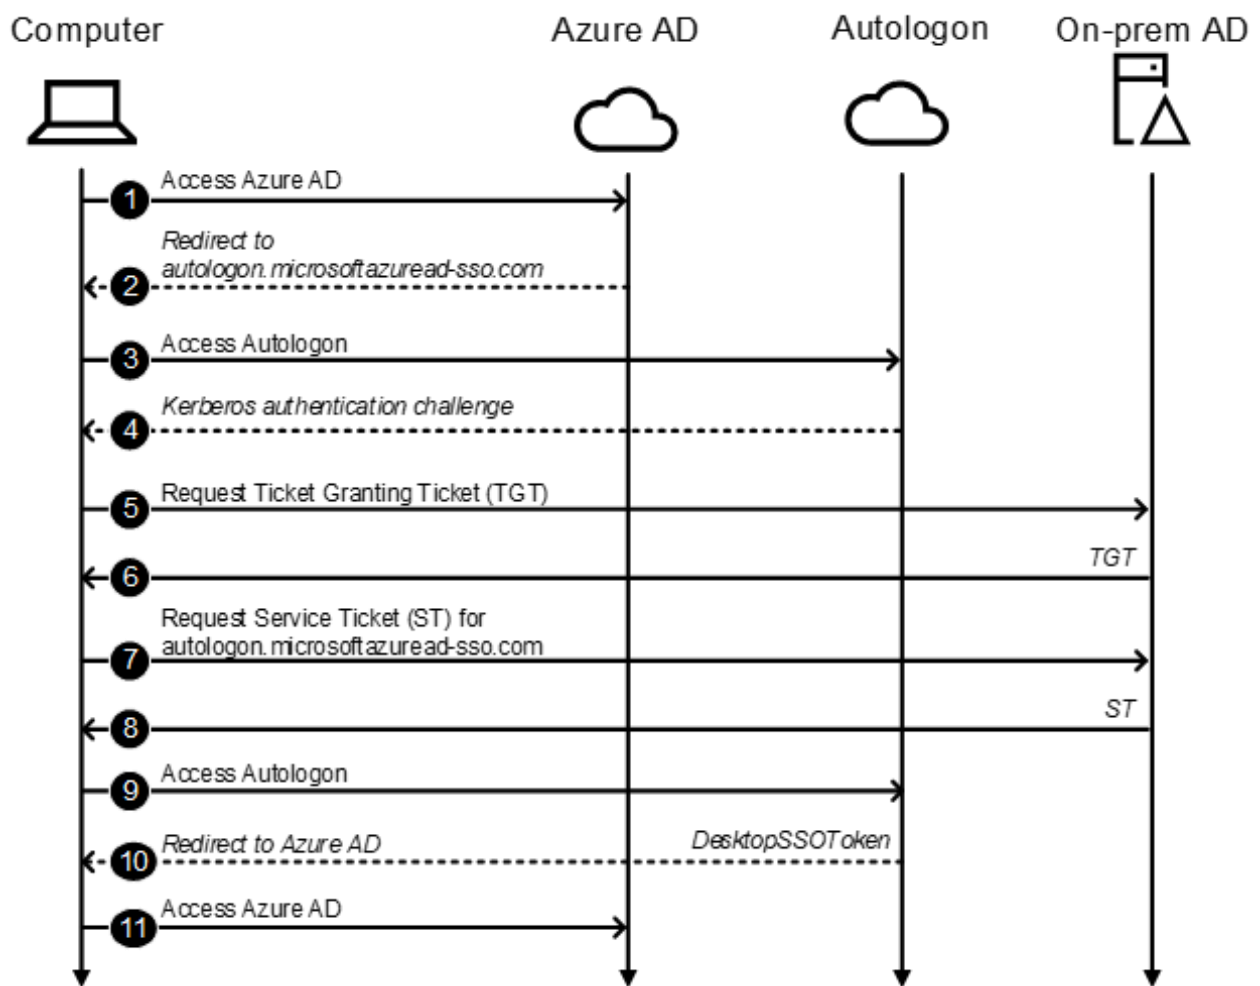 Computer
Azure AD
Autologon
On-prem AD
1
Access Azure AD
Redirect to
autologon.microsoftazuread-sso.com
2
Access Autologon
3
Kerberos authentication challenge
4
Request Ticket Granting Ticket (TGT)
5
TGT
6
Request Service Ticket (ST) for
autologon.microsoftazuread-sso.com
7
ST
8
Access Autologon
9
Redirect to Azure AD
DesktopSSOToken
10
Access Azure AD
11